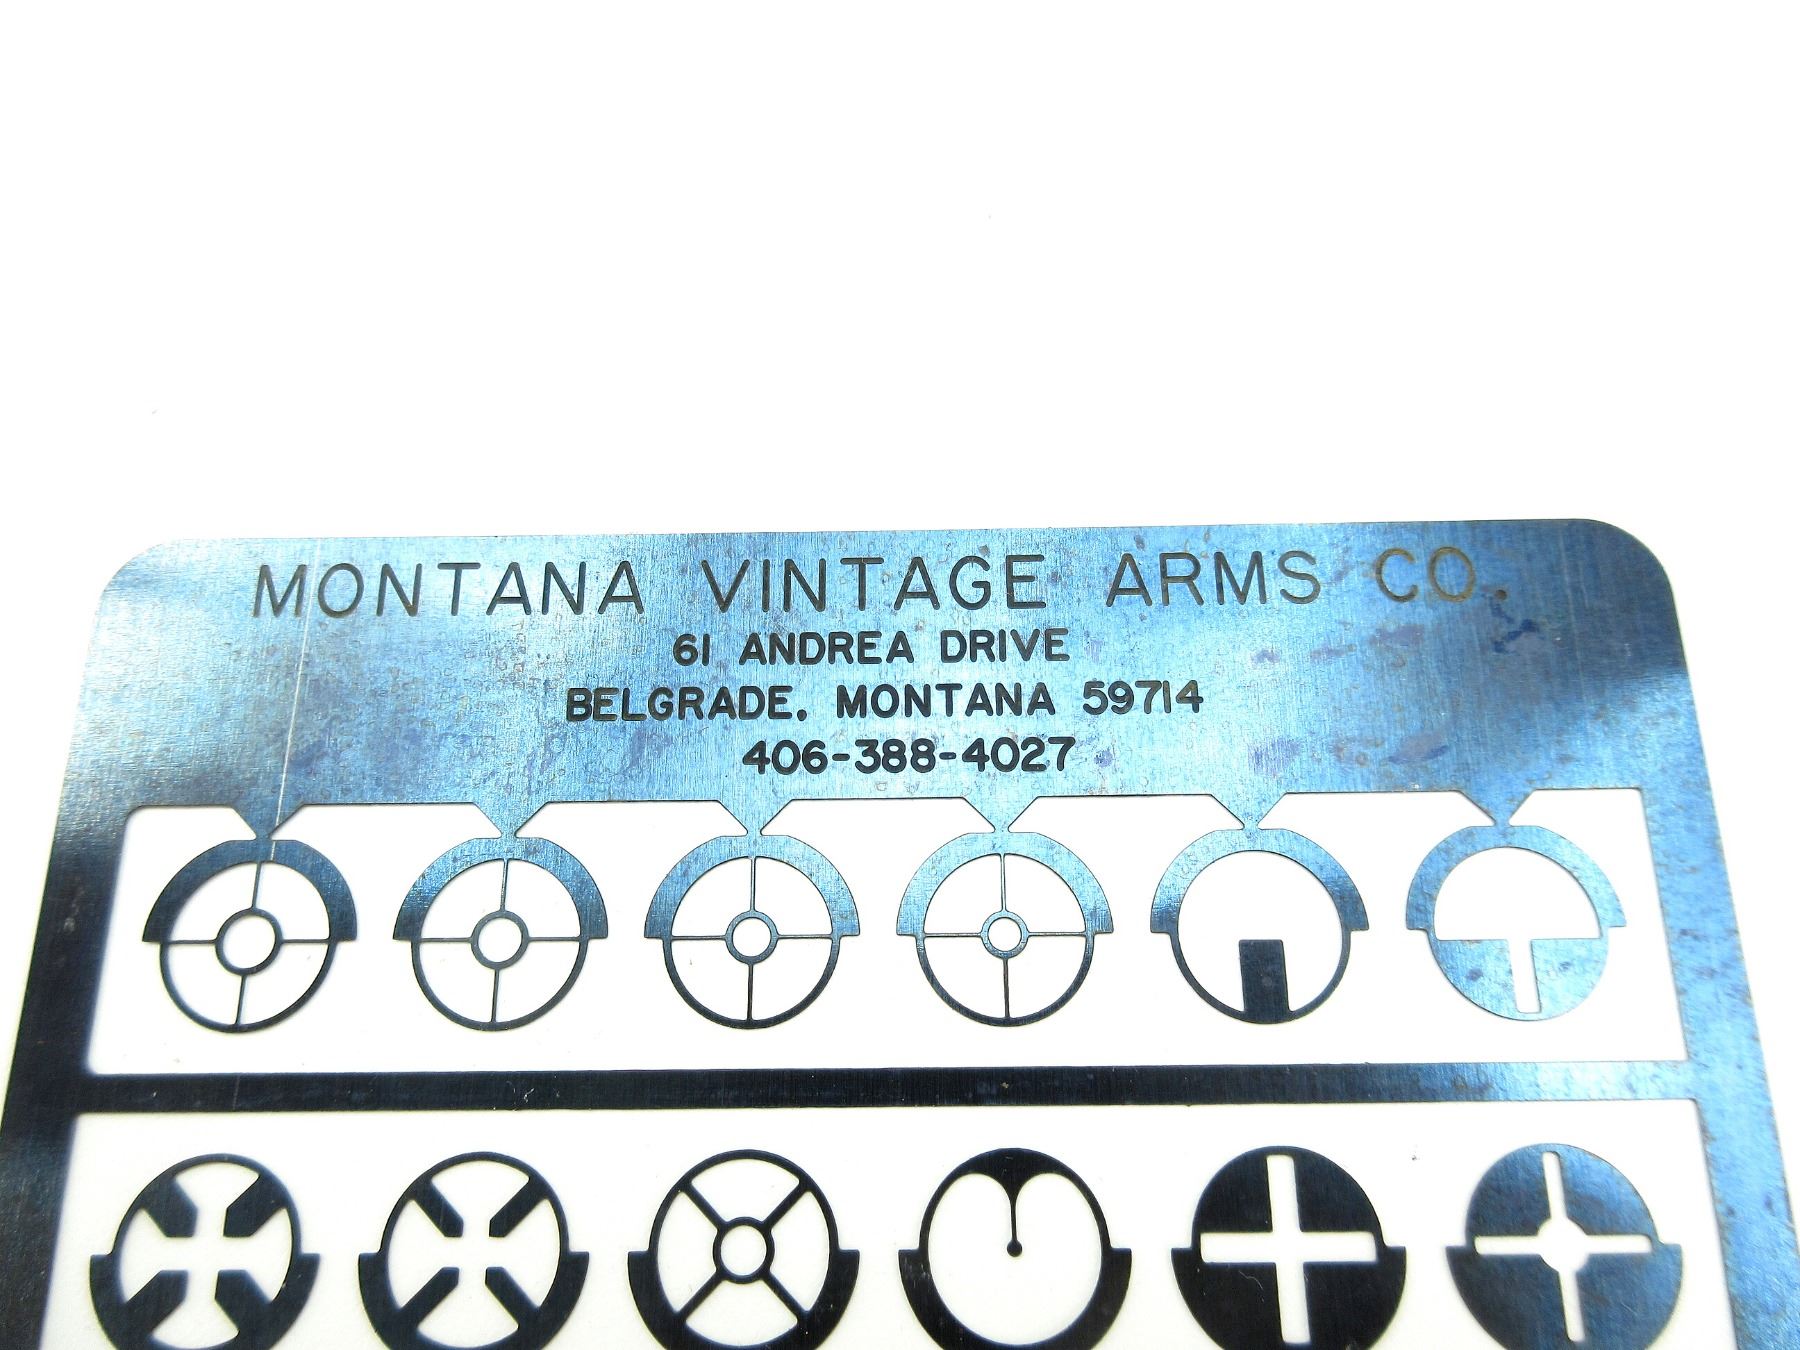 MONTANA VINTAGE ARMS CO.
61 ANDREA DRIVE
BELGRADE, MONTANA 59714
406-388-4027